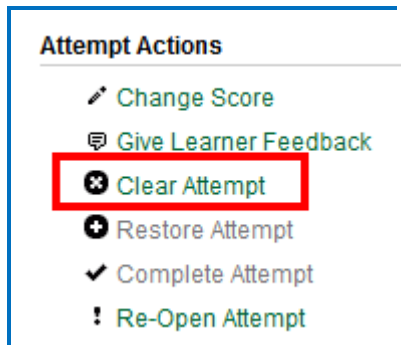 Attempt Actions
Change Score
Give Learner Feedback
Clear Attempt
Restore Attempt
Complete Attempt
Re-Open Attempt